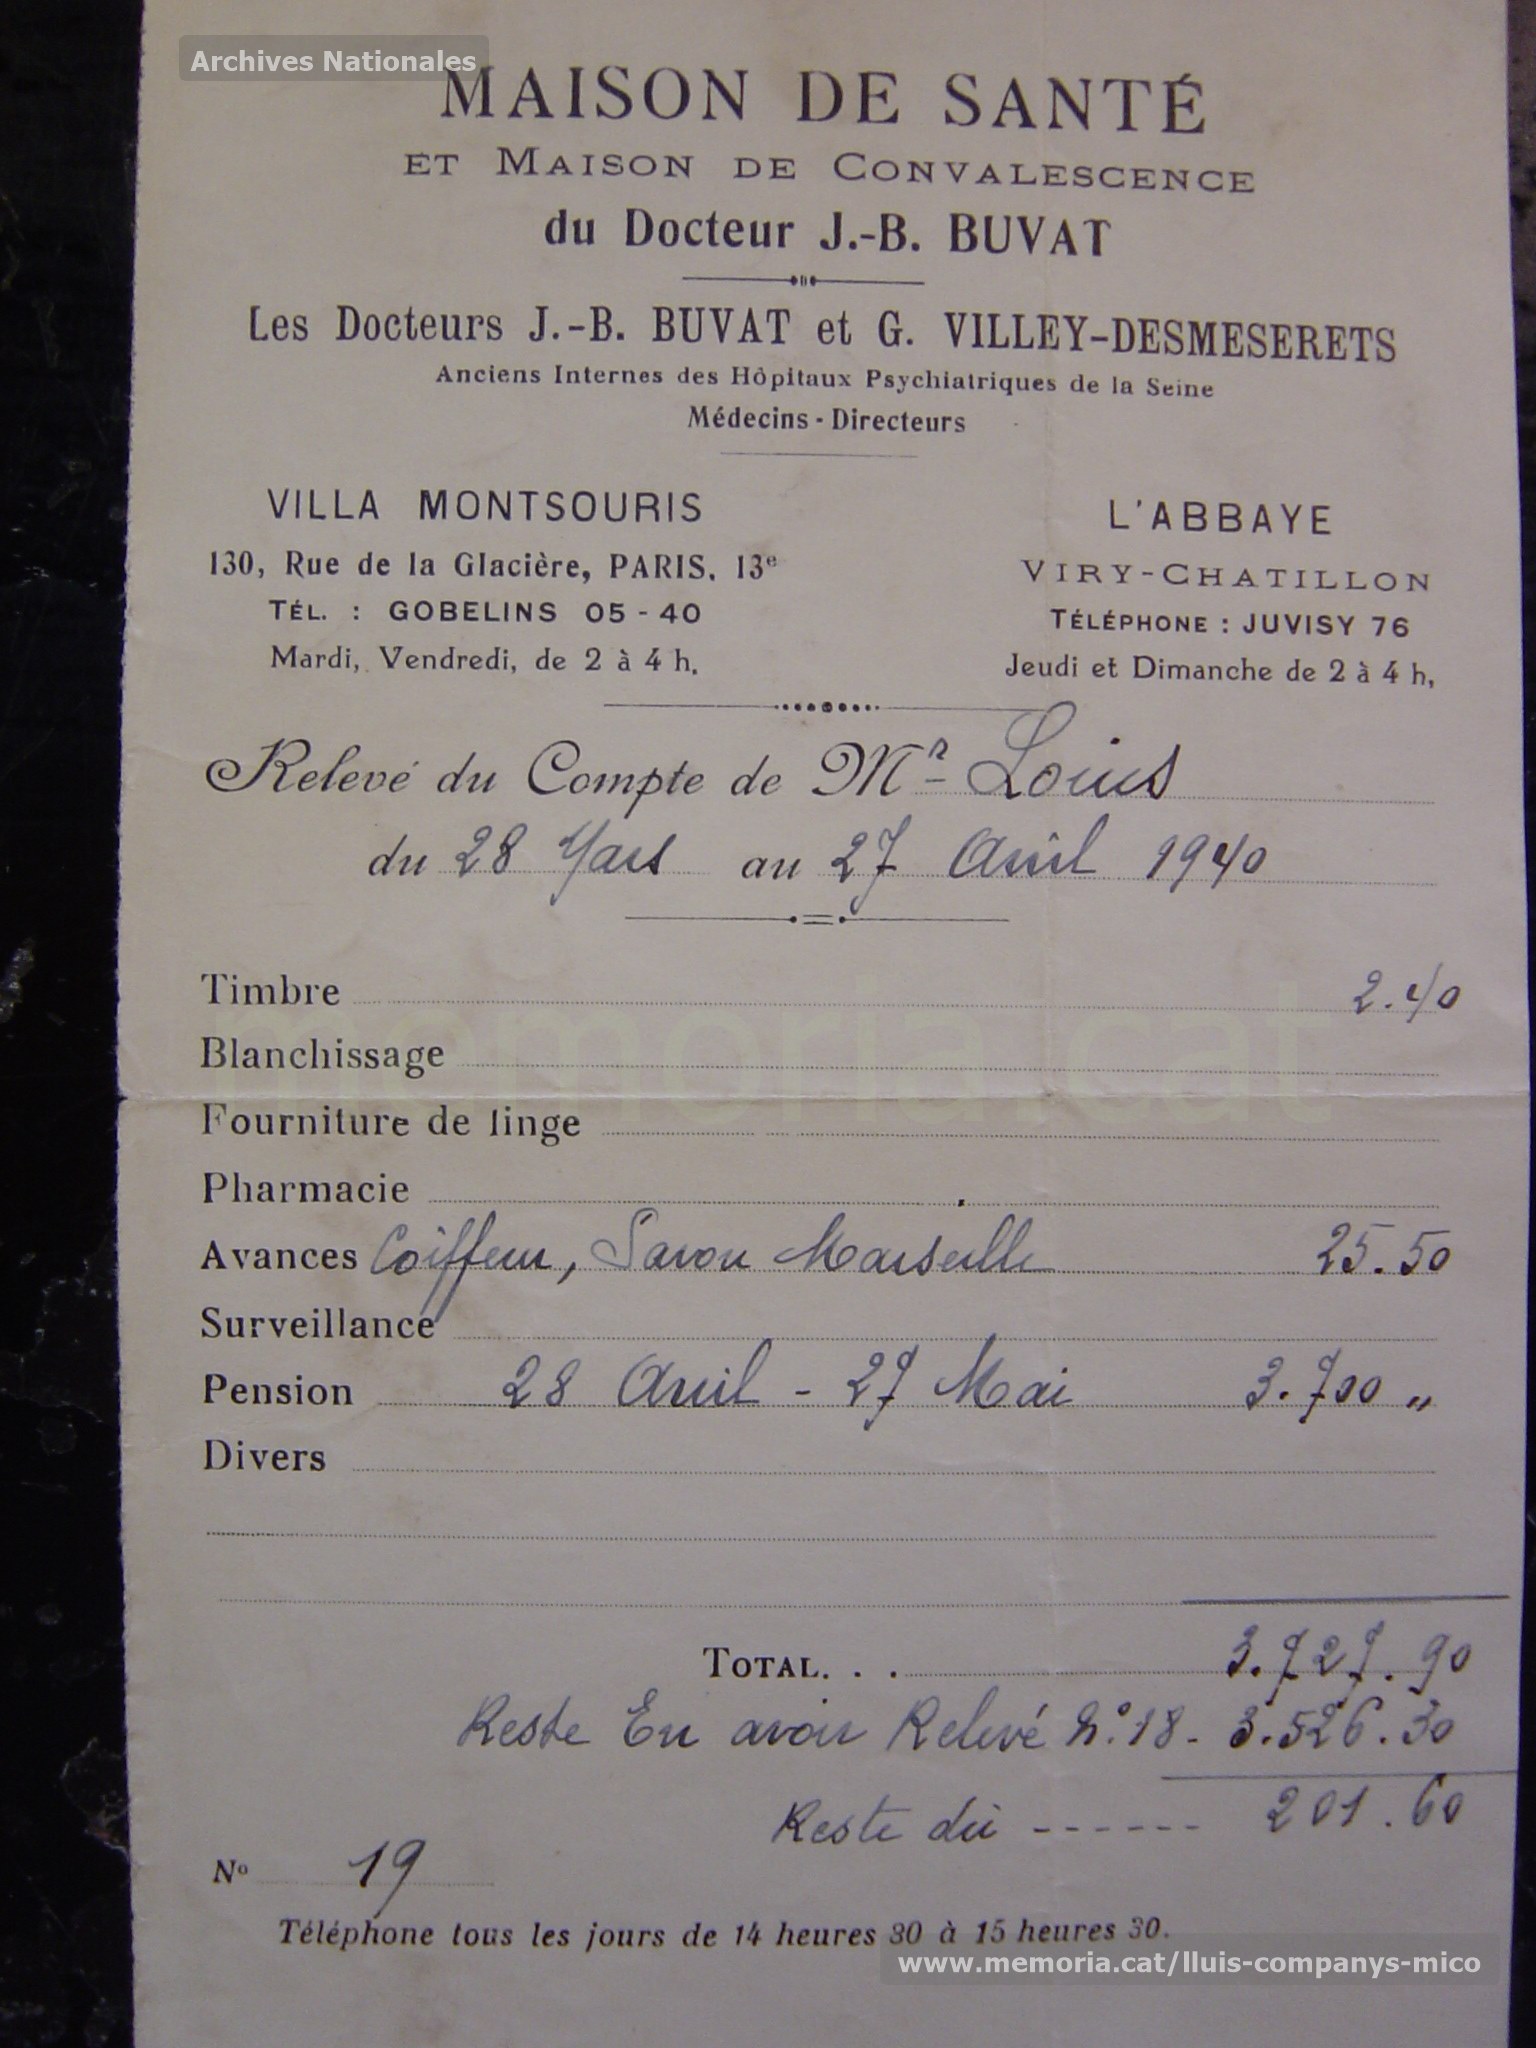 Archives Nationales
MAISON DE SANTÉ
ET MAISON DE CONVALESCENCE
du Docteur J.-B. BUVAT
Les Docteurs J.-B. BUVAT et G. VILLEY-DESMESERETS
Anciens Internes des Hôpitaux Psychiatriques de la Seine
Médecins - Directeurs
VILLA MONTSOURIS
130, Rue de la Glacière, PARIS. 13e
TÉL. : GOBELINS 05 - 40
Mardi, Vendredi, de 2 à 4 h.
L'ABBAYE
VIRY-CHATILLON
TÉLÉPHONE : JUVISY 76
Jeudi et Dimanche de 2 à 4 h,
Relevé du Compte de Mr Louis
du 28 Mars au 27 Avril 1940
Timbre 2.40
Blanchissage
memoria.cat
Fourniture de linge
Pharmacie
Avances Coiffeur, Savon Marseille 25.50
Surveillance
Pension 28 Avril - 27 Mai 3.700 "
Divers
TOTAL. . . 3.727.90
Reste En avoir Relevé N°.18 - 3.526.30
Reste dû ------ 201.60
No 19
Téléphone tous les jours de 14 heures 30 à 15 heures 30.
www.memoria.cat/lluis-companys-mico